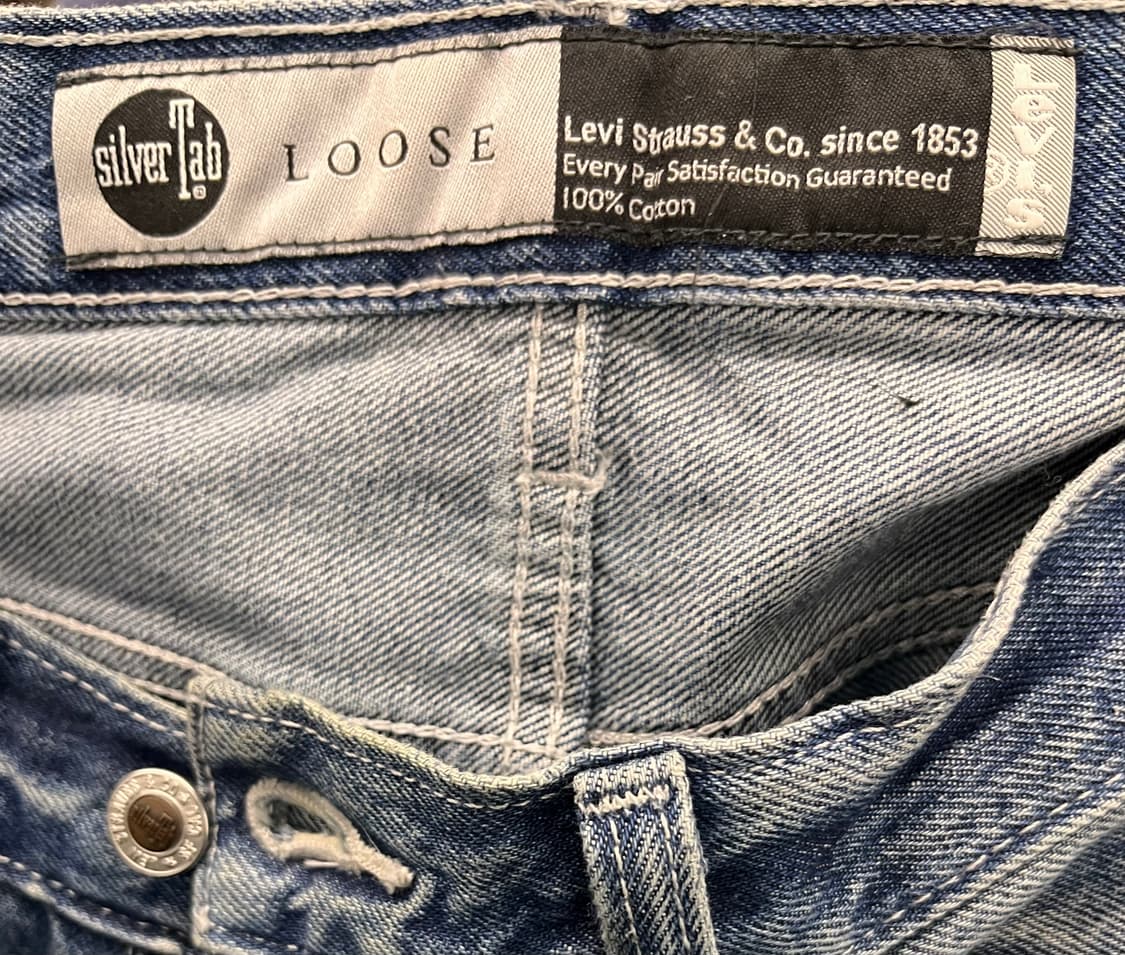 silver Tab
LOOSE
Levi Strauss & Co. since 1853
Every Pair Satisfaction Guaranteed
100% Cotton
LEVI'S